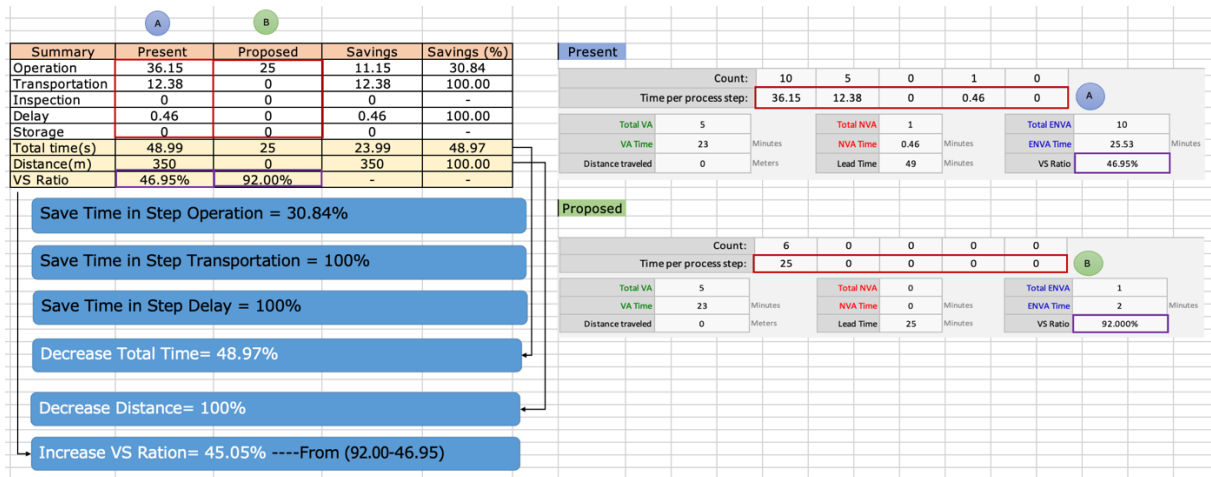 A B
Summary Present Proposed Savings Savings (%)
Operation 36.15 25 11.15 30.84
Transportation 12.38 0 12.38 100.00
Inspection 0 0 0 -
Delay 0.46 0 0.46 100.00
Storage 0 0 0 -
Total time(s) 48.99 25 23.99 48.97
Distance(m) 350 0 350 100.00
VS Ratio 46.95% 92.00% - -
Save Time in Step Operation = 30.84%
Save Time in Step Transportation = 100%
Save Time in Step Delay = 100%
Decrease Total Time= 48.97%
Decrease Distance= 100%
Increase VS Ration= 45.05% ----From (92.00-46.95)
Present
Count: 10 5 0 1 0
Time per process step: 36.15 12.38 0 0.46 0 A
Total VA 5 Total NVA 1 Total ENVA 10
VA Time 23 Minutes NVA Time 0.46 Minutes ENVA Time 25.53 Minutes
Distance traveled 0 Meters Lead Time 49 Minutes VS Ratio 46.95%
Proposed
Count: 6 0 0 0 0
Time per process step: 25 0 0 0 0 B
Total VA 5 Total NVA 0 Total ENVA 1
VA Time 23 Minutes NVA Time 0 Minutes ENVA Time 2 Minutes
Distance traveled 0 Meters Lead Time 25 Minutes VS Ratio 92.000%